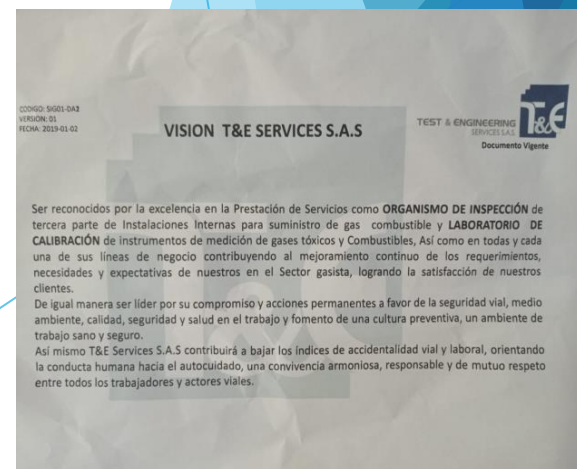 CODIGO: SIG01-DA2
VERSIÓN: 01
FECHA: 2019-01-02
VISION T&E SERVICES S.A.S
TEST & ENGINEERING
SERVICES S.A.S
T&E
Documento Vigente
Ser reconocidos por la excelencia en la Prestación de Servicios como ORGANISMO DE INSPECCIÓN de
tercera parte de Instalaciones Internas para suministro de gas combustible y LABORATORIO DE
CALIBRACIÓN de instrumentos de medición de gases tóxicos y Combustibles, Así como en todas y cada
una de sus líneas de negocio contribuyendo al mejoramiento continuo de los requerimientos,
necesidades y expectativas de nuestros en el Sector gasista, logrando la satisfacción de nuestros
clientes.
De igual manera ser líder por su compromiso y acciones permanentes a favor de la seguridad vial, medio
ambiente, calidad, seguridad y salud en el trabajo y fomento de una cultura preventiva, un ambiente de
trabajo sano y seguro.
Así mismo T&E Services S.A.S contribuirá a bajar los índices de accidentalidad vial y laboral, orientando
la conducta humana hacia el autocuidado, una convivencia armoniosa, responsable y de mutuo respeto
entre todos los trabajadores y actores viales.